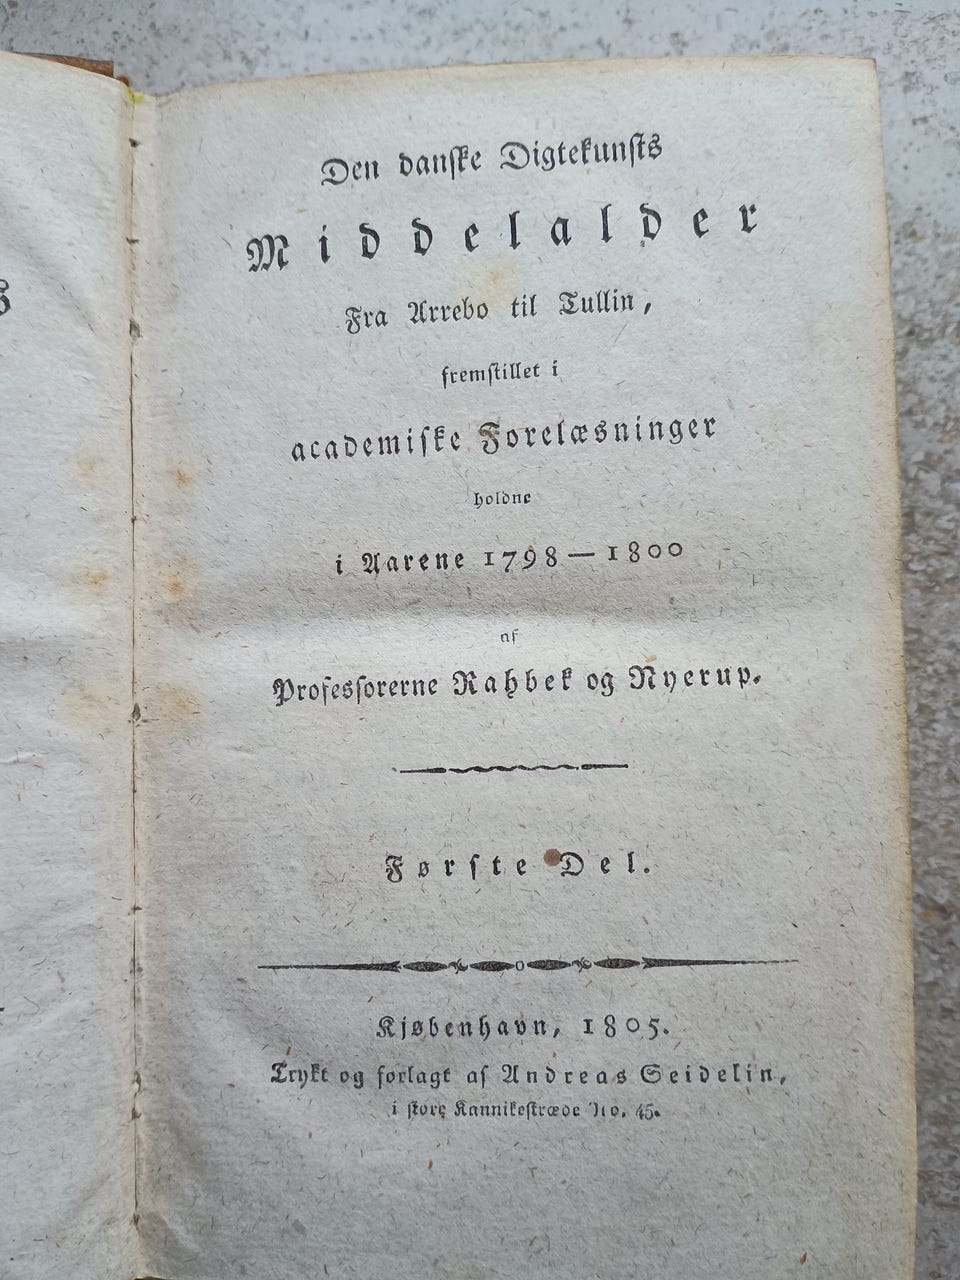 Den danske Digtekunsts
Middelalder
Fra Arrebo til Tullin,
fremstillet i
academiske Forelæsninger
holdne
i Aarene 1798—1800
af
Professorerne Rahbek og Nyerup.
Første Del.
Kjøbenhavn, 1805.
Trykt og forlagt af Andreas Seidelin,
i store Kannikestræde No. 45.